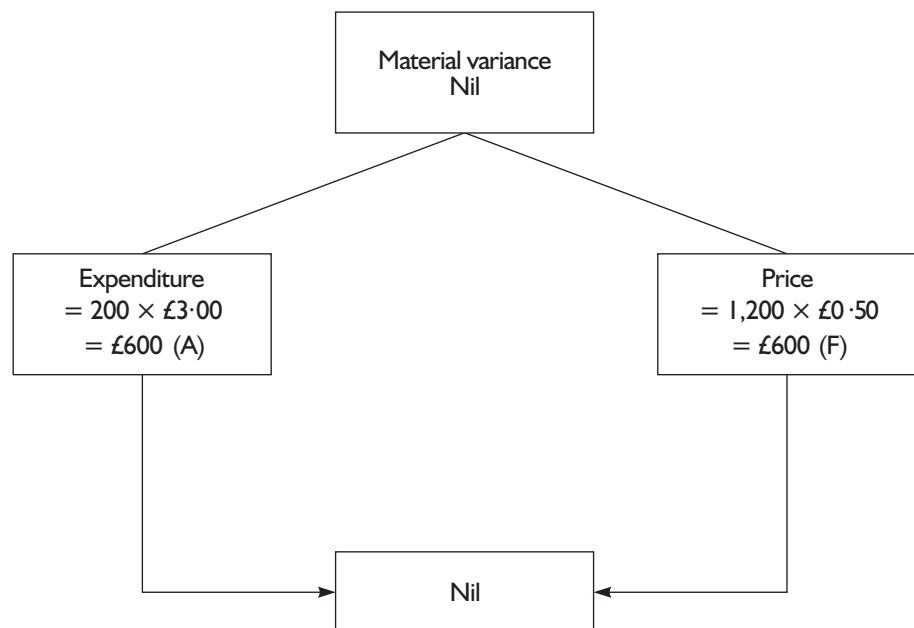 Material variance
Nil
Expenditure
= 200 × £3·00
= £600 (A)
Price
= 1,200 × £0·50
= £600 (F)
Nil